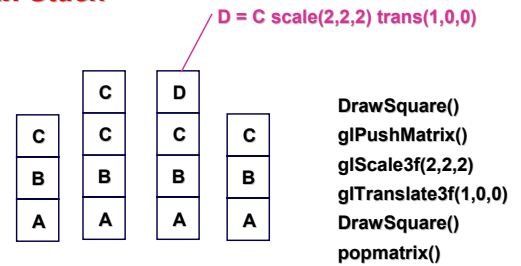 Stack
D = C scale(2,2,2) trans(1,0,0)
C
B
A
C
C
B
A
D
C
B
A
C
B
A
DrawSquare()
glPushMatrix()
glScale3f(2,2,2)
glTranslate3f(1,0,0)
DrawSquare()
popmatrix()